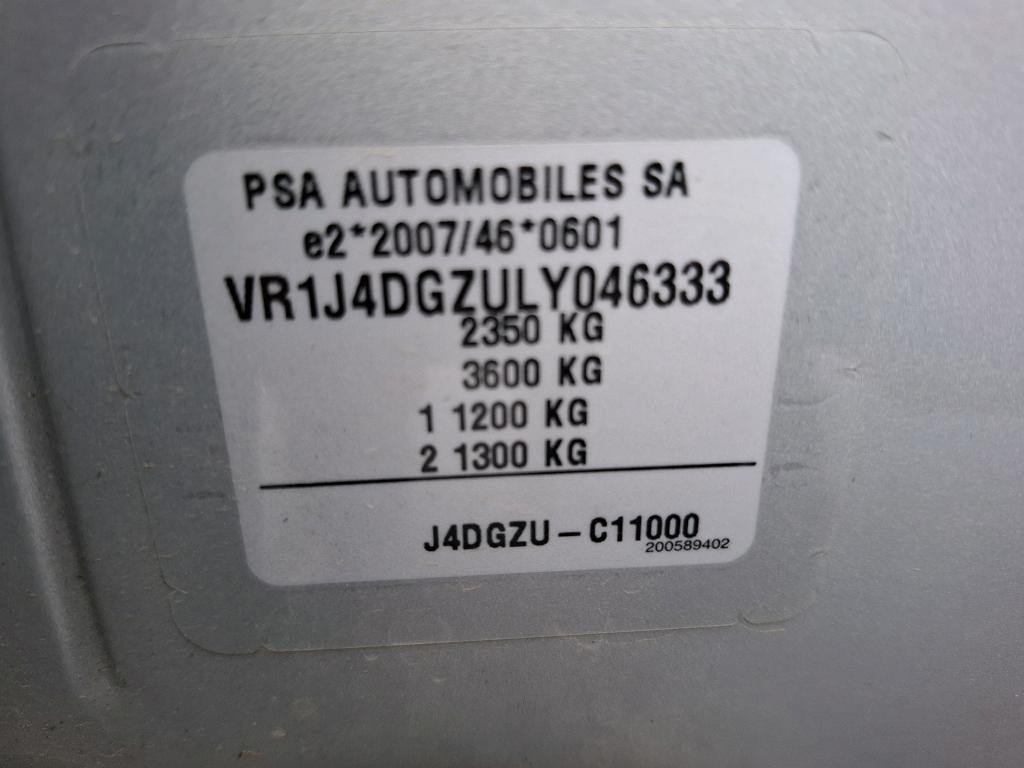 PSA AUTOMOBILES SA
e2*2007/46*0601
VR1J4DGZULY046333
2350 KG
3600 KG
1 1200 KG
2 1300 KG
J4DGZU – C11000
200589402